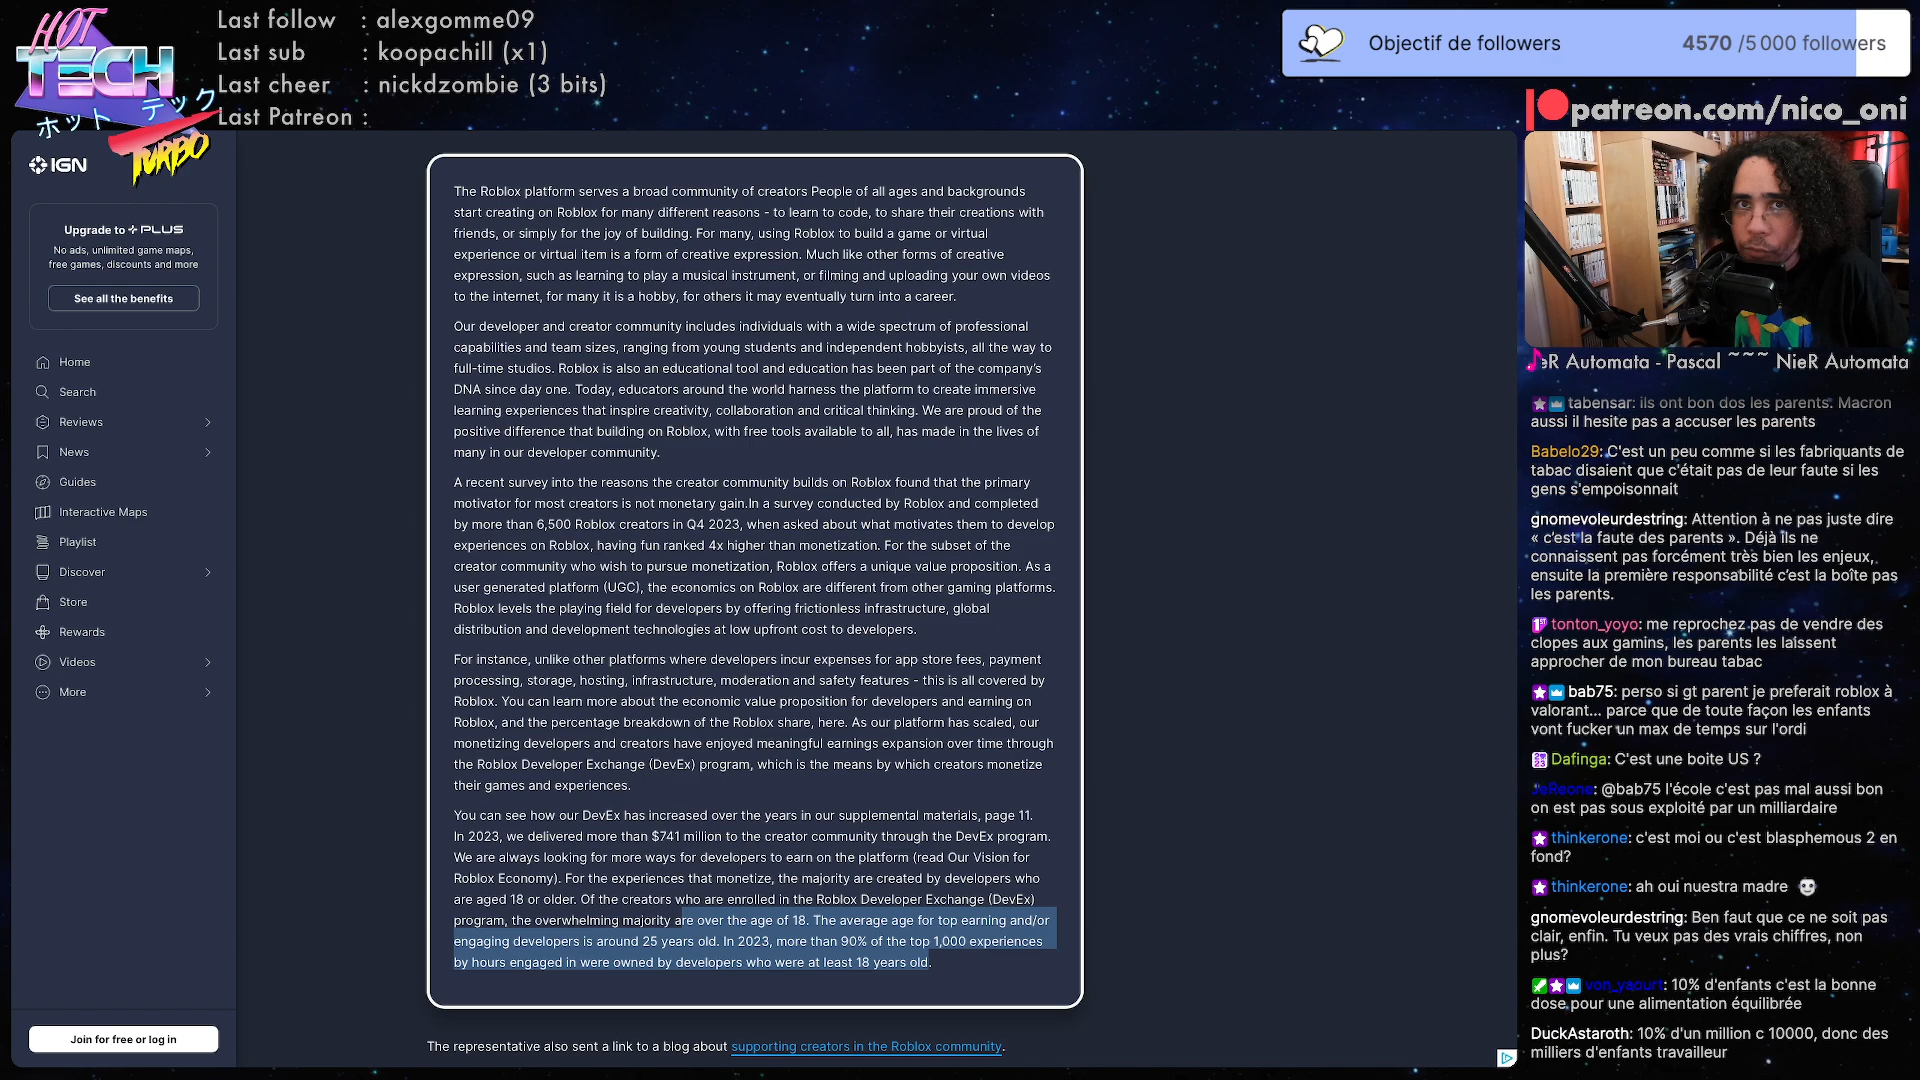 HOT
TECH
ホット テック
TURBO
Last follow : alexgomme09
Last sub : koopachill (x1)
Last cheer : nickdzombie (3 bits)
Last Patreon :
Objectif de followers 4570 /5 000 followers
patreon.com/nico_oni
IGN
Upgrade to PLUS
No ads, unlimited game maps,
free games, discounts and more
See all the benefits
Home
Search
Reviews
News
Guides
Interactive Maps
Playlist
Discover
Store
Rewards
Videos
More
Join for free or log in
The Roblox platform serves a broad community of creators People of all ages and backgrounds
start creating on Roblox for many different reasons - to learn to code, to share their creations with
friends, or simply for the joy of building. For many, using Roblox to build a game or virtual
experience or virtual item is a form of creative expression. Much like other forms of creative
expression, such as learning to play a musical instrument, or filming and uploading your own videos
to the internet, for many it is a hobby, for others it may eventually turn into a career.
Our developer and creator community includes individuals with a wide spectrum of professional
capabilities and team sizes, ranging from young students and independent hobbyists, all the way to
full-time studios. Roblox is also an educational tool and education has been part of the company's
DNA since day one. Today, educators around the world harness the platform to create immersive
learning experiences that inspire creativity, collaboration and critical thinking. We are proud of the
positive difference that building on Roblox, with free tools available to all, has made in the lives of
many in our developer community.
A recent survey into the reasons the creator community builds on Roblox found that the primary
motivator for most creators is not monetary gain.In a survey conducted by Roblox and completed
by more than 6,500 Roblox creators in Q4 2023, when asked about what motivates them to develop
experiences on Roblox, having fun ranked 4x higher than monetization. For the subset of the
creator community who wish to pursue monetization, Roblox offers a unique value proposition. As a
user generated platform (UGC), the economics on Roblox are different from other gaming platforms.
Roblox levels the playing field for developers by offering frictionless infrastructure, global
distribution and development technologies at low upfront cost to developers.
For instance, unlike other platforms where developers incur expenses for app store fees, payment
processing, storage, hosting, infrastructure, moderation and safety features - this is all covered by
Roblox. You can learn more about the economic value proposition for developers and earning on
Roblox, and the percentage breakdown of the Roblox share, here. As our platform has scaled, our
monetizing developers and creators have enjoyed meaningful earnings expansion over time through
the Roblox Developer Exchange (DevEx) program, which is the means by which creators monetize
their games and experiences.
You can see how our DevEx has increased over the years in our supplemental materials, page 11.
In 2023, we delivered more than $741 million to the creator community through the DevEx program.
We are always looking for more ways for developers to earn on the platform (read Our Vision for
Roblox Economy). For the experiences that monetize, the majority are created by developers who
are aged 18 or older. Of the creators who are enrolled in the Roblox Developer Exchange (DevEx)
program, the overwhelming majority are over the age of 18. The average age for top earning and/or
engaging developers is around 25 years old. In 2023, more than 90% of the top 1,000 experiences
by hours engaged in were owned by developers who were at least 18 years old.
The representative also sent a link to a blog about supporting creators in the Roblox community.
eR Automata - Pascal ~~~ NieR Automata
tabensar: ils ont bon dos les parents. Macron
aussi il hesite pas a accuser les parents
Babelo29: C'est un peu comme si les fabriquants de
tabac disaient que c'était pas de leur faute si les
gens s'empoisonnait
gnomevoleurdestring: Attention à ne pas juste dire
« c'est la faute des parents ». Déjà ils ne
connaissent pas forcément très bien les enjeux,
ensuite la première responsabilité c'est la boîte pas
les parents.
tonton_yoyo: me reprochez pas de vendre des
clopes aux gamins, les parents les laissent
approcher de mon bureau tabac
bab75: perso si gt parent je preferait roblox à
valorant... parce que de toute façon les enfants
vont fucker un max de temps sur l'ordi
Dafinga: C'est une boite US ?
JeReone: @bab75 l'école c'est pas mal aussi bon
on est pas sous exploité par un milliardaire
thinkerone: c'est moi ou c'est blasphemous 2 en
fond?
thinkerone: ah oui nuestra madre
gnomevoleurdestring: Ben faut que ce ne soit pas
clair, enfin. Tu veux pas des vrais chiffres, non
plus?
von_yaourt: 10% d'enfants c'est la bonne
dose pour une alimentation équilibrée
DuckAstaroth: 10% d'un million c 10000, donc des
milliers d'enfants travailleur